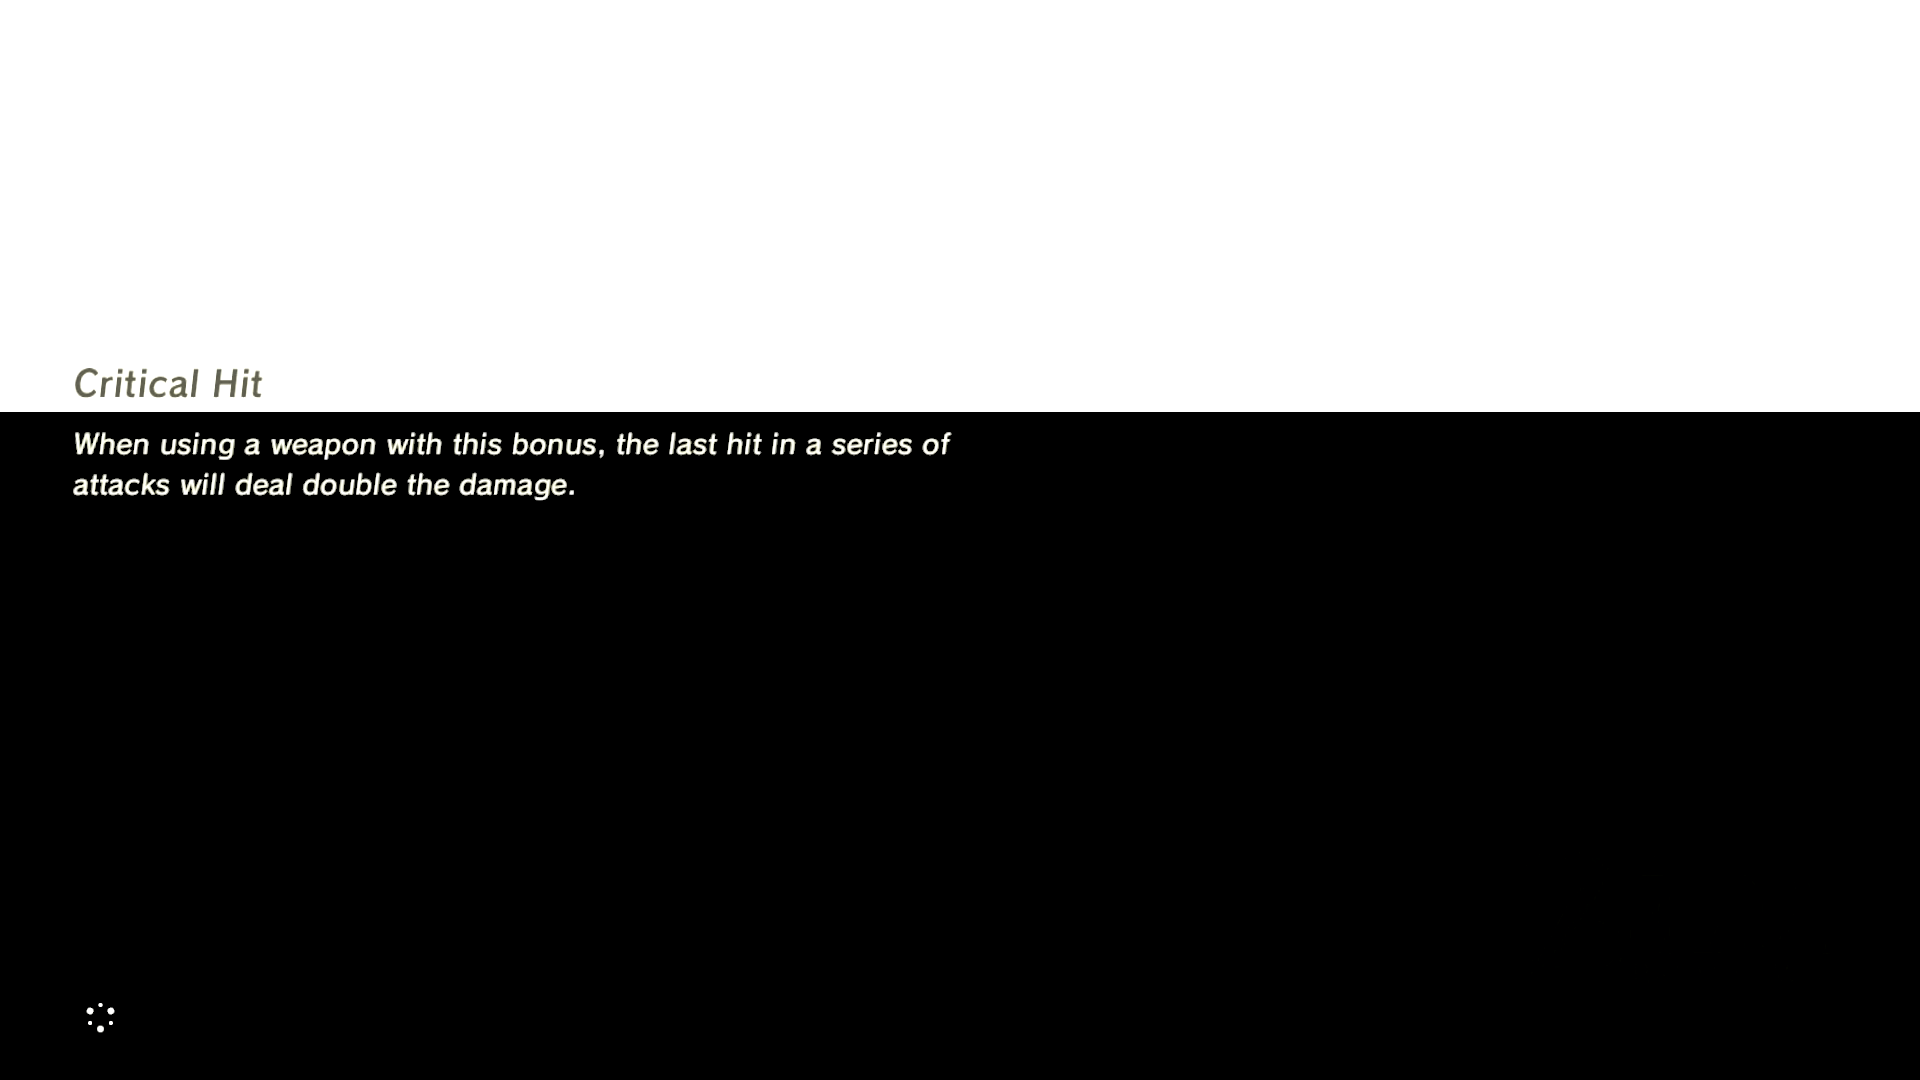 Critical Hit
When using a weapon with this bonus, the last hit in a series of
attacks will deal double the damage.